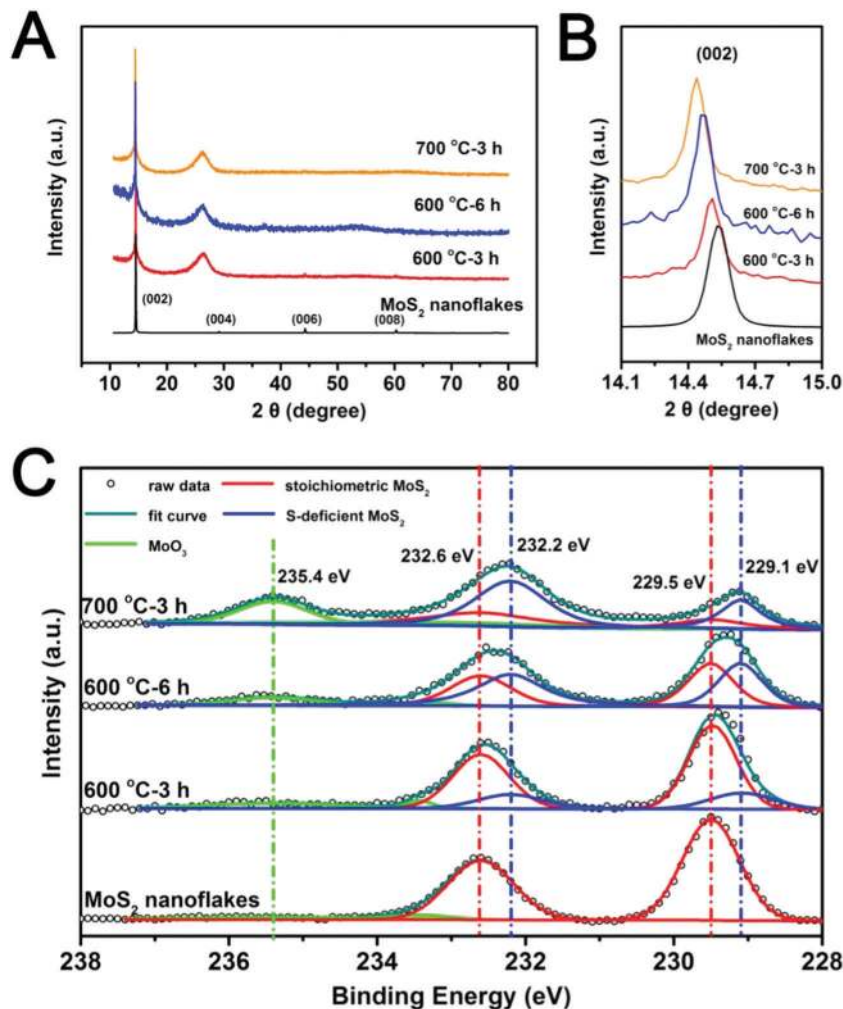 A
Intensity (a.u.)
700 °C-3 h
600 °C-6 h
600 °C-3 h
MoS₂ nanoflakes
(002)
(004)
(006)
(008)
10 20 30 40 50 60 70 80
2 θ (degree)
B
(002)
Intensity (a.u.)
700 °C-3 h
600 °C-6 h
600 °C-3 h
MoS₂ nanoflakes
14.1 14.4 14.7 15.0
2 θ (degree)
C
raw data
stoichiometric MoS₂
fit curve
S-deficient MoS₂
MoO₃
235.4 eV
232.6 eV
232.2 eV
229.5 eV
229.1 eV
700 °C-3 h
600 °C-6 h
600 °C-3 h
MoS₂ nanoflakes
Intensity (a.u.)
238 236 234 232 230 228
Binding Energy (eV)